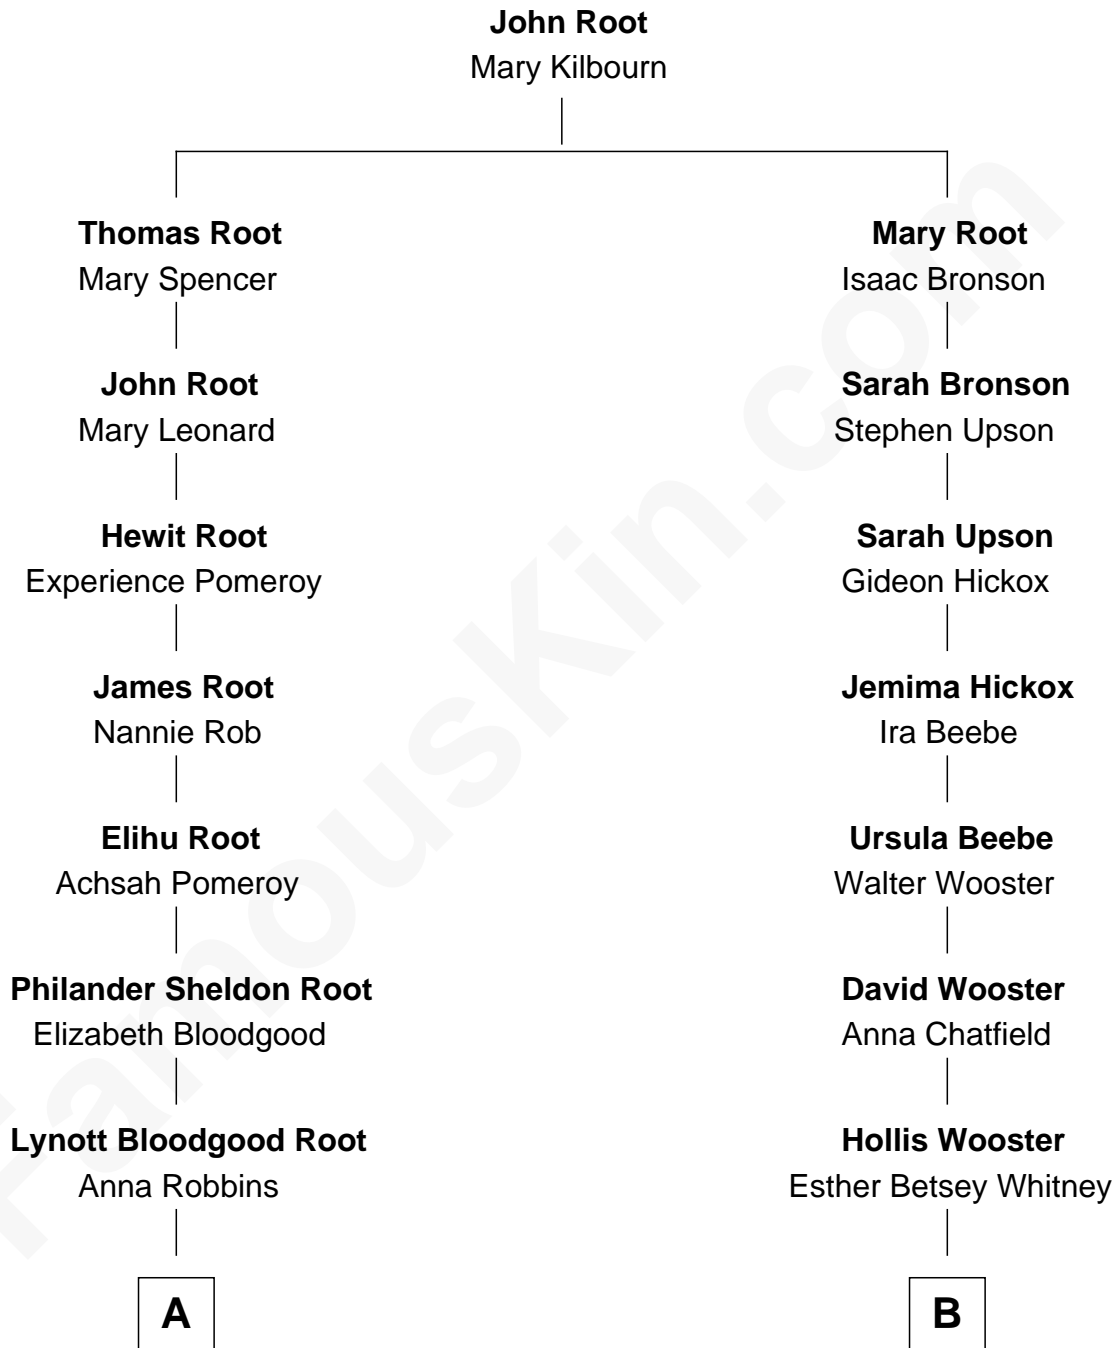 John Root
Mary Kilbourn
Thomas Root
Mary Spencer
Mary Root
Isaac Bronson
John Root
Mary Leonard
Sarah Bronson
Stephen Upson
Hewit Root
Experience Pomeroy
Sarah Upson
Gideon Hickox
James Root
Nannie Rob
Jemima Hickox
Ira Beebe
Elihu Root
Achsah Pomeroy
Ursula Beebe
Walter Wooster
Philander Sheldon Root
Elizabeth Bloodgood
David Wooster
Anna Chatfield
Lynott Bloodgood Root
Anna Robbins
Hollis Wooster
Esther Betsey Whitney
A
B
FamousKin.com